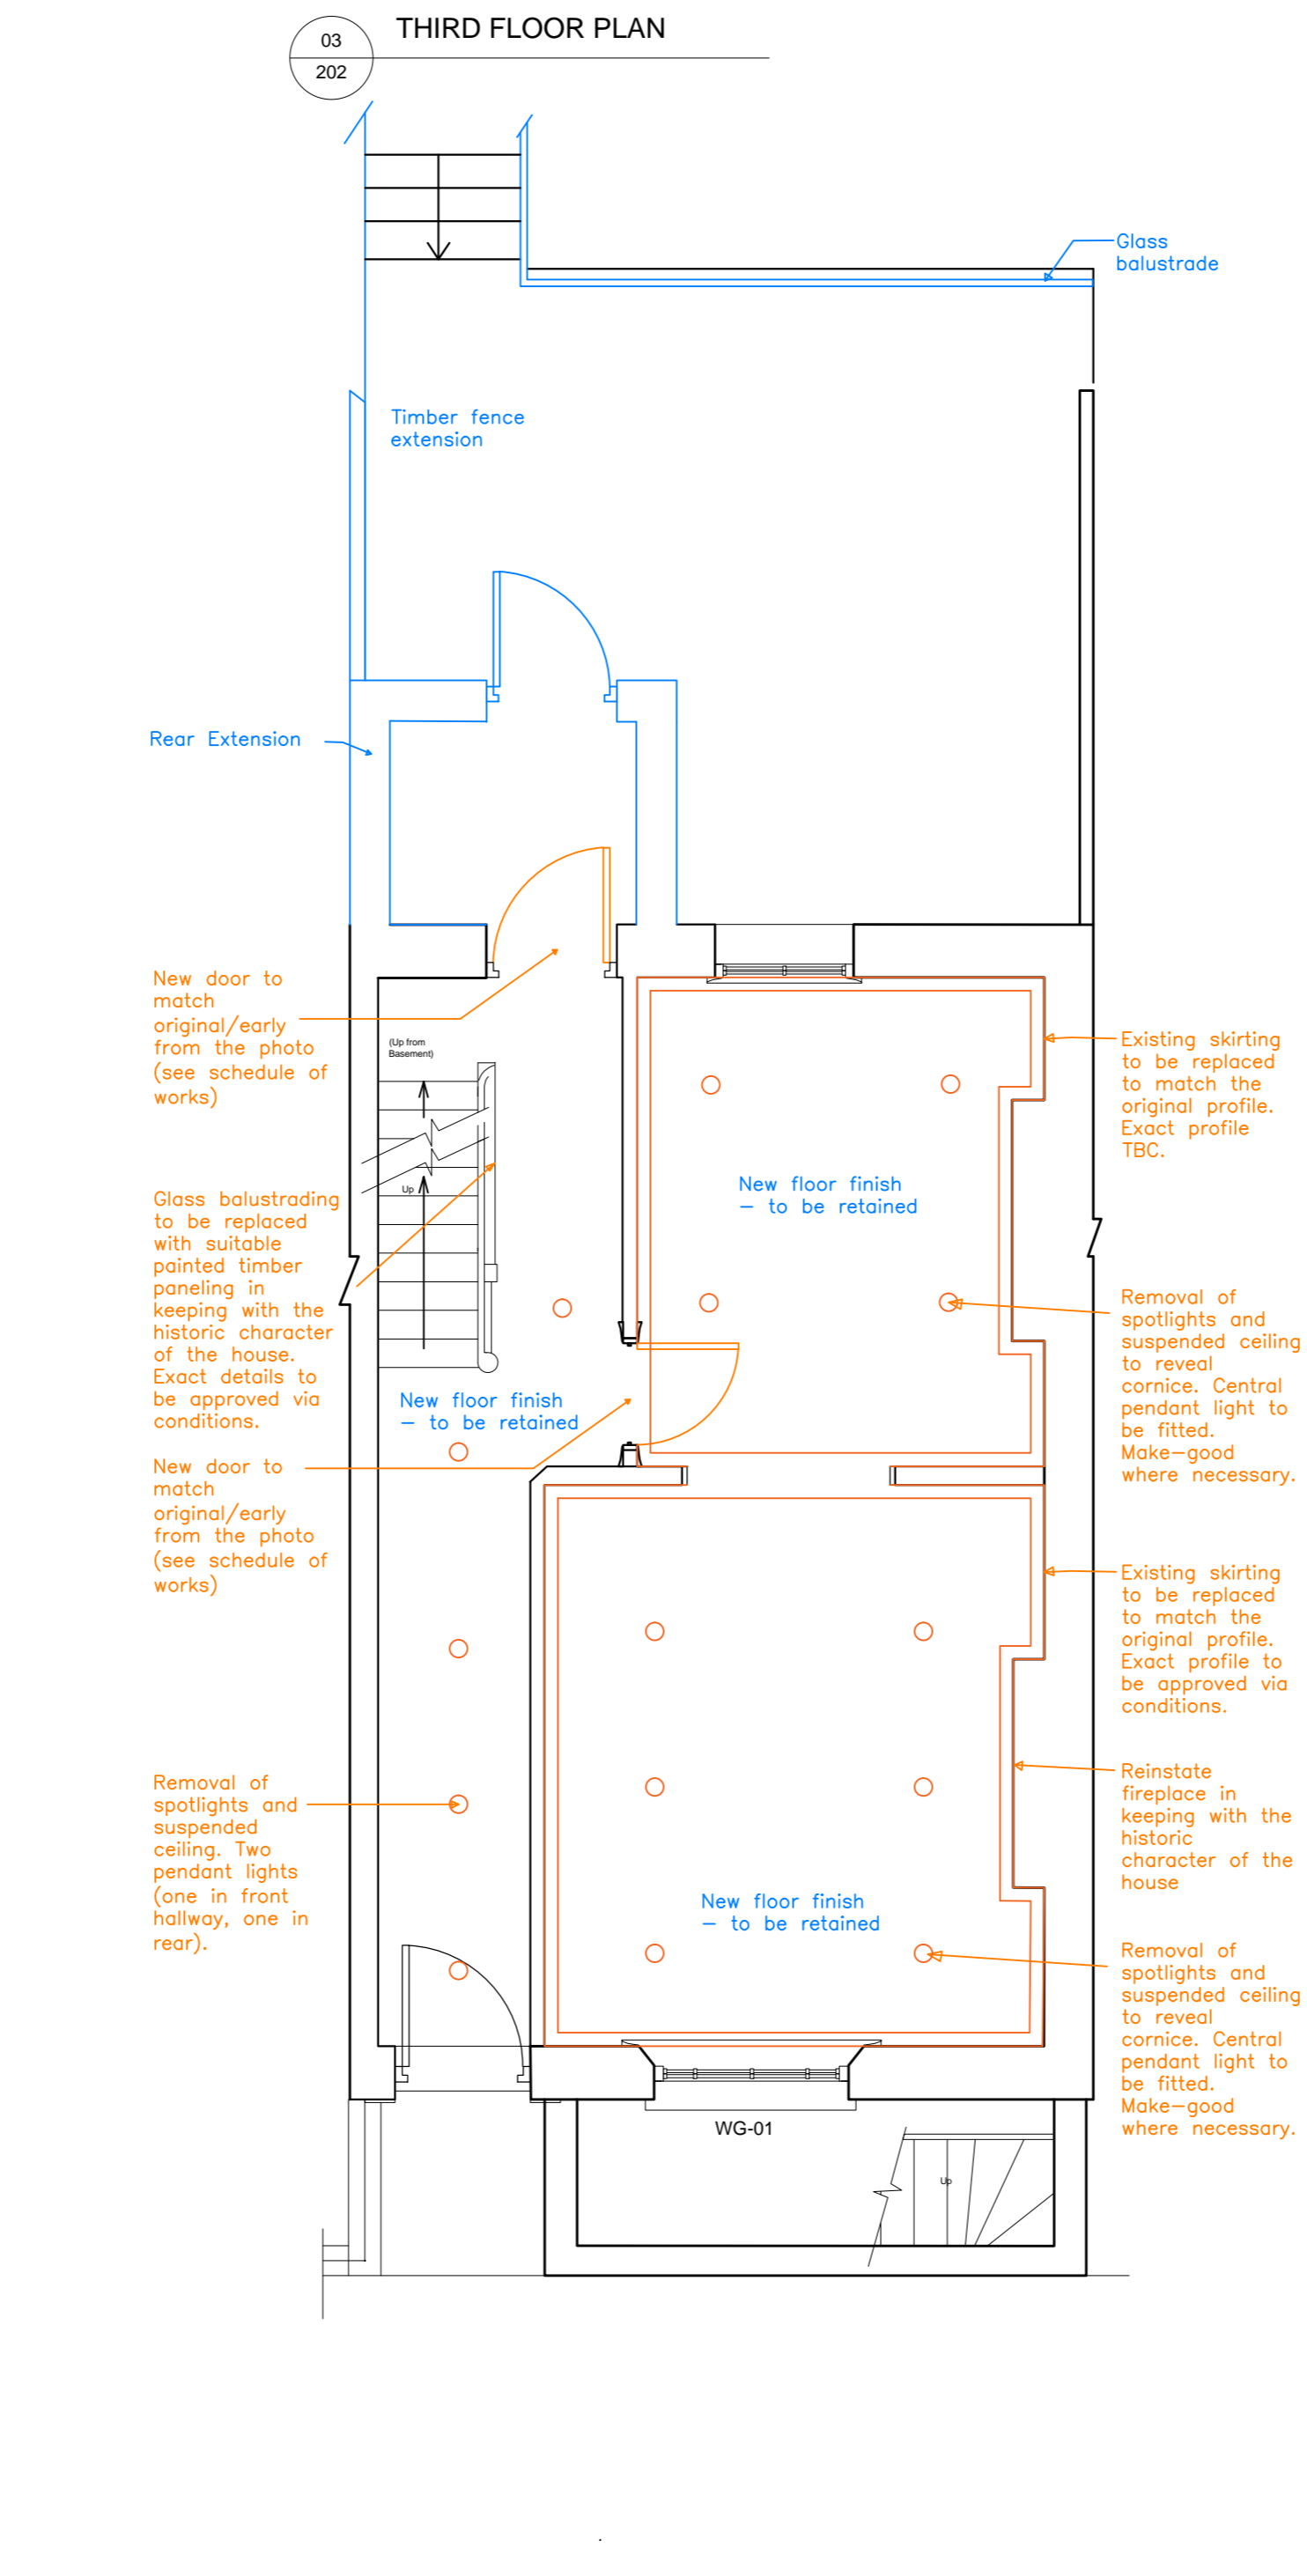 03
202
THIRD FLOOR PLAN
Glass
balustrade
Timber fence
extension
Rear Extension
New door to
match
original/early
from the photo
(see schedule of
works)
(Up from
Basement)
Existing skirting
to be replaced
to match the
original profile.
Exact profile
TBC.
New floor finish
– to be retained
Up
Glass balustrading
to be replaced
with suitable
painted timber
paneling in
keeping with the
historic character
of the house.
Exact details to
be approved via
conditions.
Removal of
spotlights and
suspended ceiling
to reveal
cornice. Central
pendant light to
be fitted.
Make–good
where necessary.
New floor finish
– to be retained
New door to
match
original/early
from the photo
(see schedule of
works)
Existing skirting
to be replaced
to match the
original profile.
Exact profile to
be approved via
conditions.
Reinstate
fireplace in
keeping with the
historic
character of the
house
Removal of
spotlights and
suspended
ceiling. Two
pendant lights
(one in front
hallway, one in
rear).
New floor finish
– to be retained
Removal of
spotlights and
suspended ceiling
to reveal
cornice. Central
pendant light to
be fitted.
Make–good
where necessary.
WG-01
Up